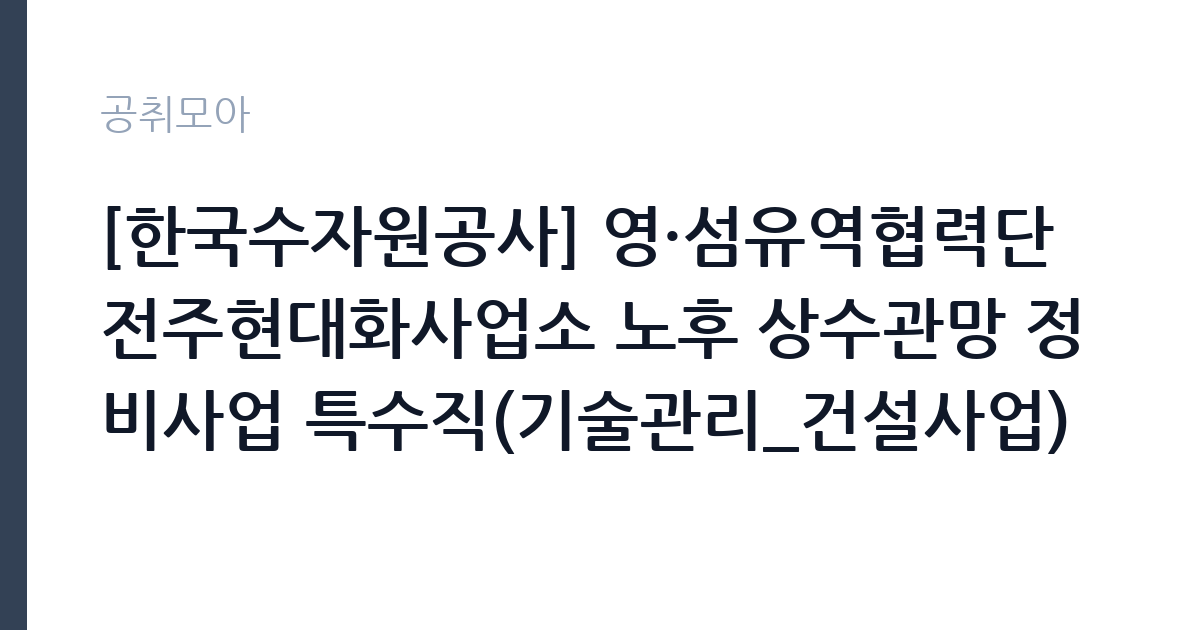 공취모아
[한국수자원공사] 영·섬유역협력단
전주현대화사업소 노후 상수관망 정
비사업 특수직(기술관리_건설사업)